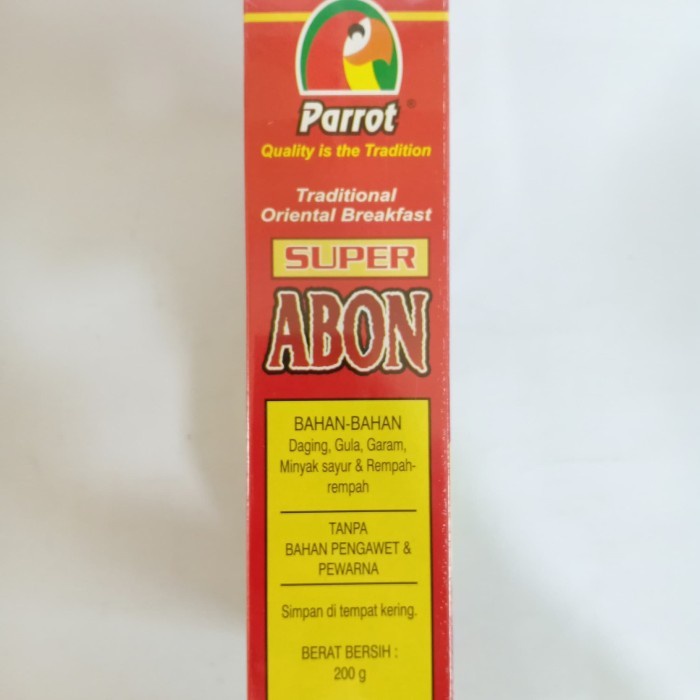 Parrot ®
Quality is the Tradition
Traditional
Oriental Breakfast
SUPER
ABON
BAHAN-BAHAN
Daging, Gula, Garam,
Minyak sayur & Rempah-
rempah
TANPA
BAHAN PENGAWET &
PEWARNA
Simpan di tempat kering.
BERAT BERSIH :
200 g